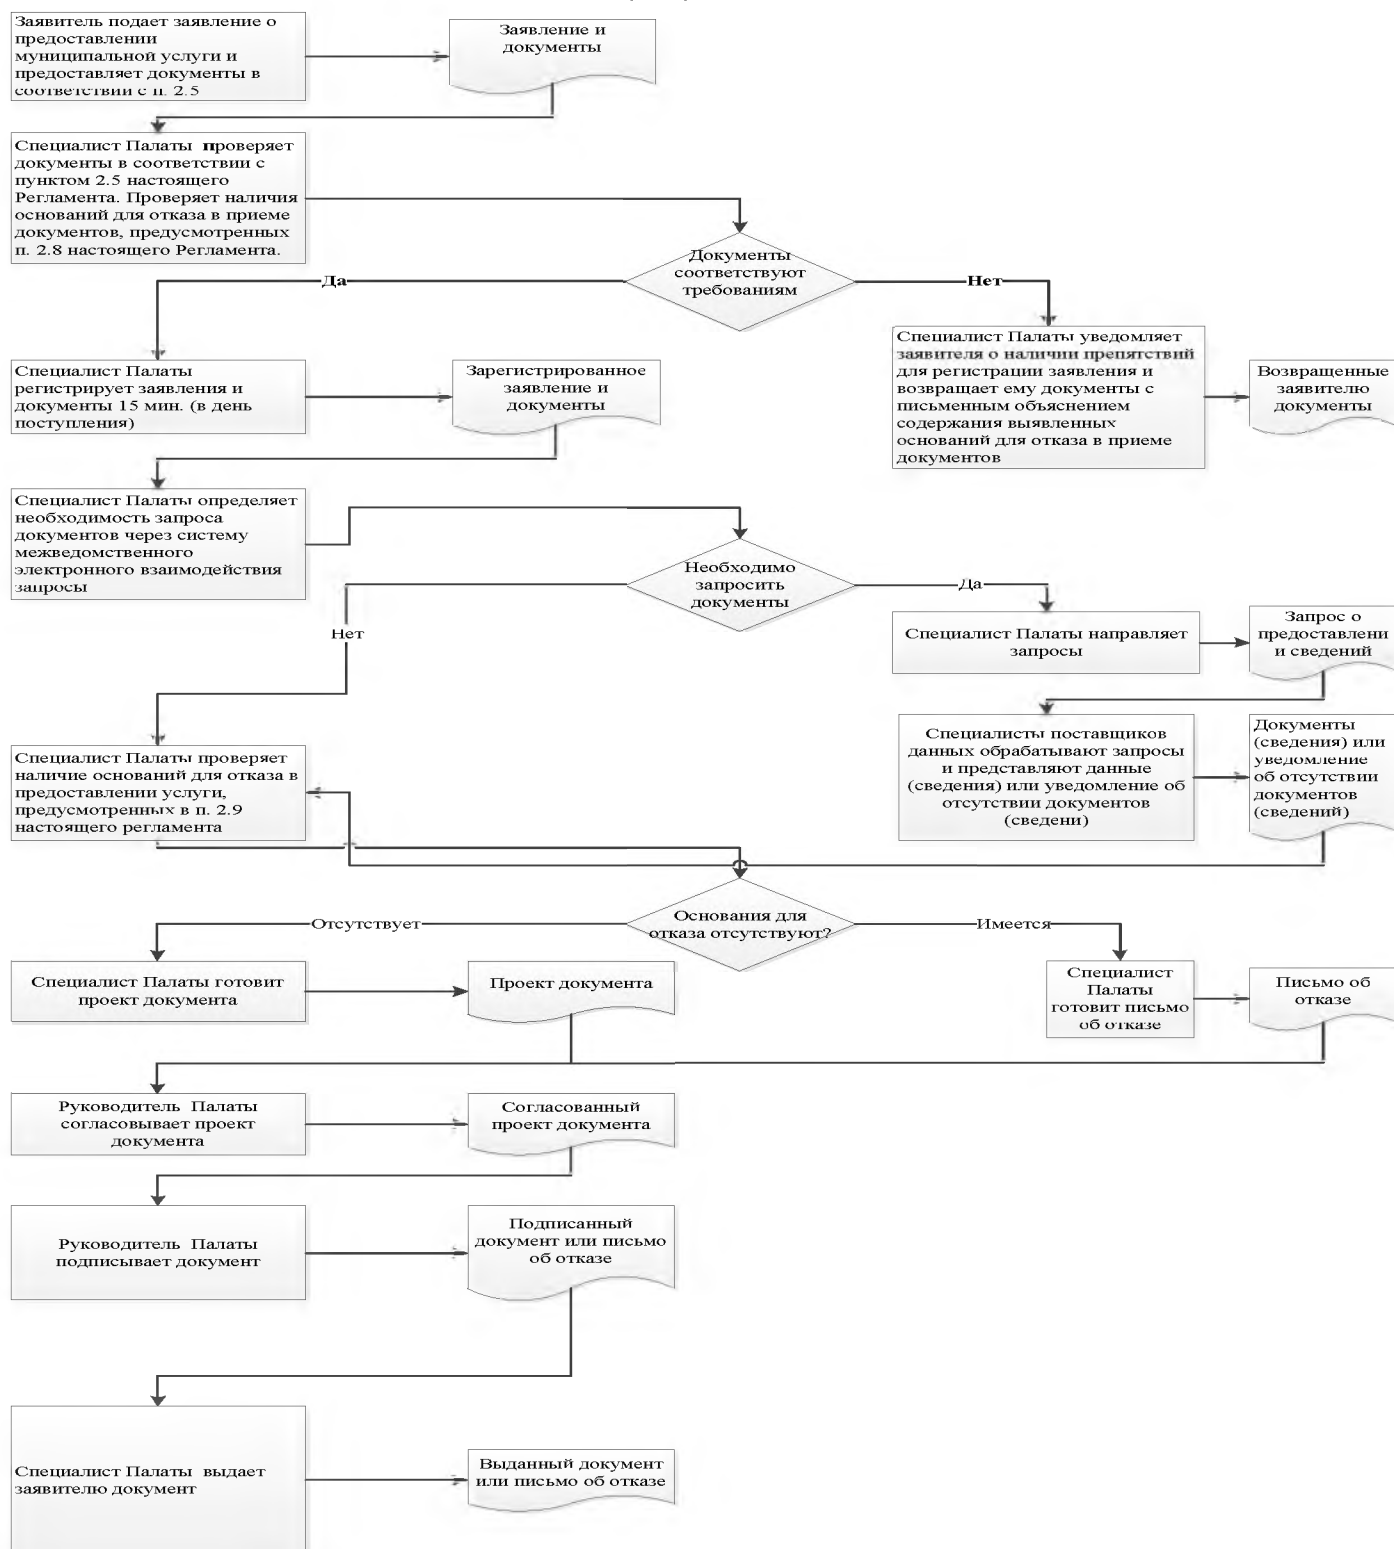 Заявитель подает заявление о
предоставлении
муниципальной услуги и
предоставляет документы в
соответствии с п. 2.5
Заявление и
документы
Специалист Палаты проверяет
документы в соответствии с
пунктом 2.5 настоящего
Регламента. Проверяет наличия
оснований для отказа в приеме
документов, предусмотренных
п. 2.8 настоящего Регламента.
Документы
соответствуют
требованиям
Да
Нет
Специалист Палаты
регистрирует заявления и
документы 15 мин. (в день
поступления)
Зарегистрированное
заявление и
документы
Специалист Палаты уведомляет
заявителя о наличии препятствий
для регистрации заявления и
возвращает ему документы с
письменным объяснением
содержания выявленных
оснований для отказа в приеме
документов
Возвращенные
заявителю
документы
Специалист Палаты определяет
необходимость запроса
документов через систему
межведомственного
электронного взаимодействия
запросы
Необходимо
запросить
документы
Да
Нет
Специалист Палаты направляет
запросы
Запрос о
предоставлени
и сведений
Специалисты поставщиков
данных обрабатывают запросы
и представляют данные
(сведения) или уведомление об
отсутствии документов
(сведени)
Документы
(сведения) или
уведомление
об отсутствии
документов
(сведений)
Специалист Палаты проверяет
наличие оснований для отказа в
предоставлении услуги,
предусмотренных в п. 2.9
настоящего регламента
Основания для
отказа отсутствуют?
Отсутствует
Имеется
Специалист Палаты готовит
проект документа
Проект документа
Специалист
Палаты
готовит письмо
об отказе
Письмо об
отказе
Руководитель Палаты
согласовывает проект
документа
Согласованный
проект документа
Руководитель Палаты
подписывает документ
Подписанный
документ или письмо
об отказе
Специалист Палаты выдает
заявителю документ
Выданный документ
или письмо об отказе